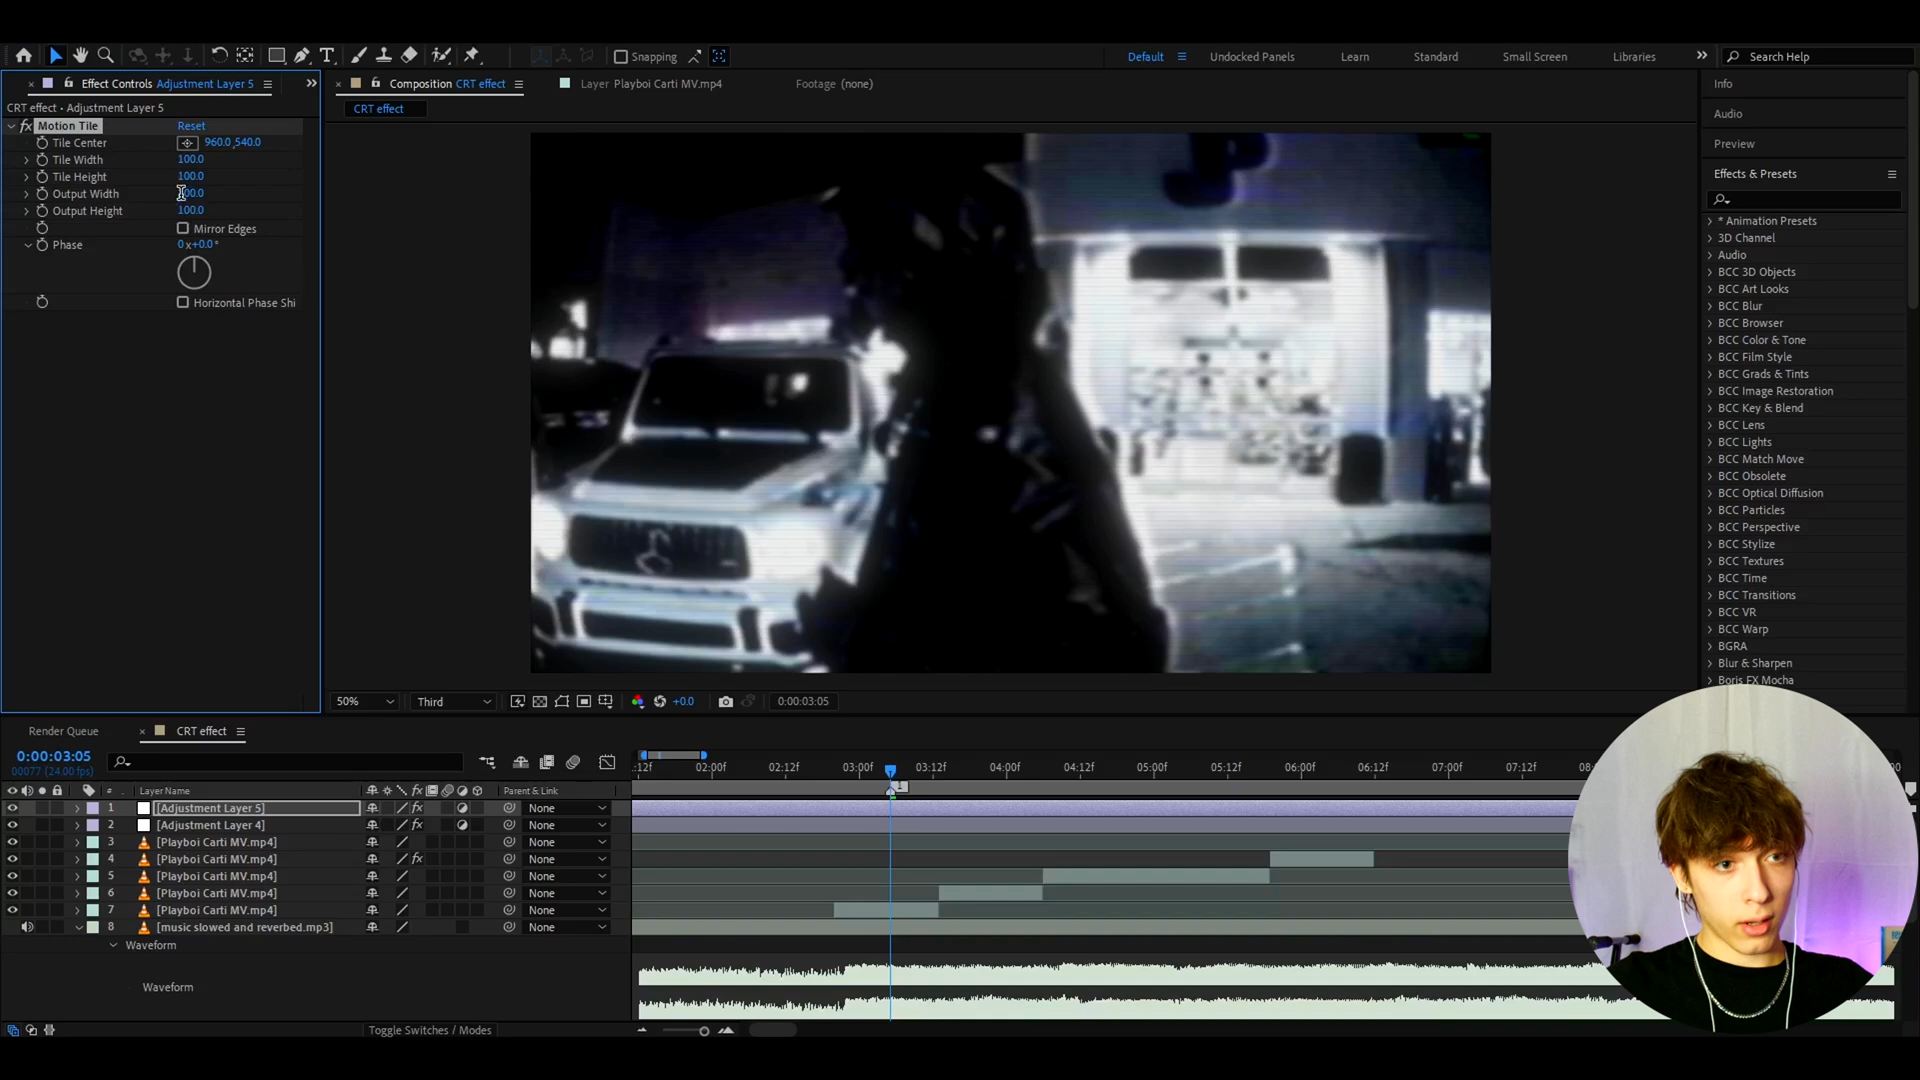 Snapping
Default
Undocked Panels
Learn
Standard
Small Screen
Libraries
Search Help
Effect Controls Adjustment Layer 5
Composition CRT effect
Layer Playboi Carti MV.mp4
Footage (none)
Info
CRT effect • Adjustment Layer 5
CRT effect
Audio
fx Motion Tile Reset
Tile Center 960.0,540.0
Tile Width 100.0
Tile Height 100.0
Output Width
Output Height 100.0
Mirror Edges
Phase 0x+0.0°
Horizontal Phase Shi
Preview
Effects & Presets
* Animation Presets
3D Channel
Audio
BCC 3D Objects
BCC Art Looks
BCC Blur
BCC Browser
BCC Color & Tone
BCC Film Style
BCC Grads & Tints
BCC Image Restoration
BCC Key & Blend
BCC Lens
BCC Lights
BCC Match Move
BCC Obsolete
BCC Optical Diffusion
BCC Particles
BCC Perspective
BCC Stylize
BCC Textures
BCC Time
BCC Transitions
BCC VR
BCC Warp
BGRA
Blur & Sharpen
Boris FX Mocha
50% Third +0.0 0:00:03:05
Render Queue CRT effect
0:00:03:05
00077 (24.00 fps)
:12f 02:00f 02:12f 03:00f 03:12f 04:00f 04:12f 05:00f 05:12f 06:00f 06:12f 07:00f 07:12f
# Layer Name fx Parent & Link
1 [Adjustment Layer 5] fx None
2 [Adjustment Layer 4] fx None
3 [Playboi Carti MV.mp4] None
4 [Playboi Carti MV.mp4] fx None
5 [Playboi Carti MV.mp4] None
6 [Playboi Carti MV.mp4] None
7 [Playboi Carti MV.mp4] None
8 [music slowed and reverbed.mp3] None
Waveform
Waveform
Toggle Switches / Modes